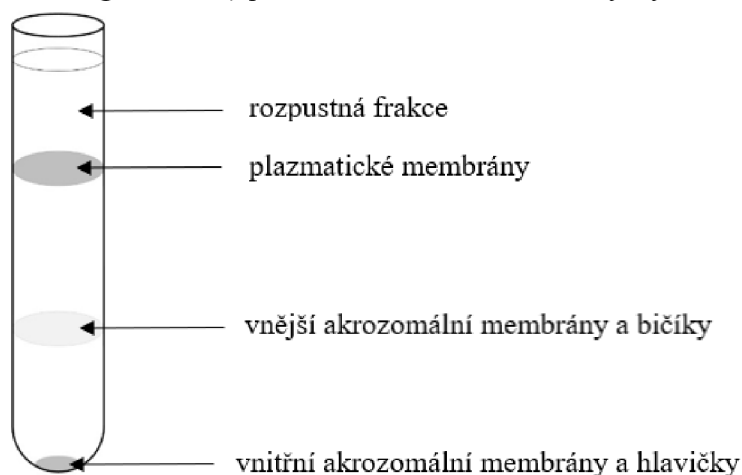 rozpustná frakce
plazmatické membrány
vnější akrozomální membrány a bičíky
vnitřní akrozomální membrány a hlavičky